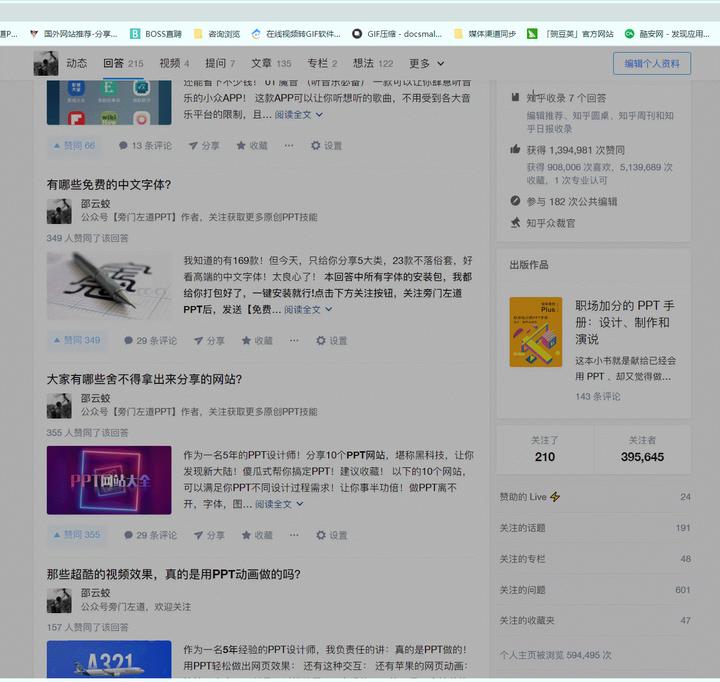 国外网站推荐-分享...
BOSS直聘
咨询浏览
在线视频转GIF软件...
GIF压缩 - docsmal...
媒体渠道同步
「豌豆荚」官方网站
酷安网 - 发现应用...
动态 回答 215 视频 4 提问 7 文章 135 专栏 2 想法 122 更多
编辑个人资料
的小众APP！ 这款APP可以让你听想听的歌曲，不用受到各大音
乐平台的限制，且… 阅读全文
赞同 66 13 条评论 分享 收藏 设置
有哪些免费的中文字体?
邵云蛟
公众号【旁门左道PPT】作者，关注获取更多原创PPT技能
349 人赞同了该回答
我知道的有169款！但今天，只给你分享5大类，23款不落俗套，好
看高端的中文字体！太良心了！ 本回答中所有字体的安装包，我都
给你打包好了，一键安装就行!点击下方关注按钮，关注旁门左道
PPT后，发送【免费… 阅读全文
赞同 349 29 条评论 分享 收藏 设置
大家有哪些舍不得拿出来分享的网站?
邵云蛟
公众号【旁门左道PPT】作者，关注获取更多原创PPT技能
355 人赞同了该回答
PPT网站大全
作为一名5年的PPT设计师！分享10个PPT网站，堪称黑科技，让你
发现新大陆！傻瓜式帮你搞定PPT！建议收藏！ 以下的10个网站，
可以满足你PPT不同设计过程需求！让你事半功倍！做PPT离不
开，字体，图… 阅读全文
赞同 355 29 条评论 分享 收藏 设置
那些超酷的视频效果，真的是用PPT动画做的吗?
邵云蛟
公众号旁门左道，欢迎关注
157 人赞同了该回答
A321
作为一名5年经验的PPT设计师，我负责任的讲：真的是PPT做的！
用PPT轻松做出网页效果： 还有这种交互： 还有苹果的网页动画：
知乎收录 7 个回答
编辑推荐、知乎圆桌、知乎周刊和知
乎日报收录
获得 1,394,981 次赞同
获得 908,006 次喜欢，5,139,689 次
收藏，1 次专业认可
参与 182 次公共编辑
知乎众裁官
出版作品
职场加分的 PPT 手
册：设计、制作和
演说
这本小书就是献给已经会
用 PPT 、却又觉得做…
143 条评论
关注了 关注者
210 395,645
赞助的 Live 24
关注的话题 191
关注的专栏 48
关注的问题 601
关注的收藏夹 47
个人主页被浏览 594,495 次